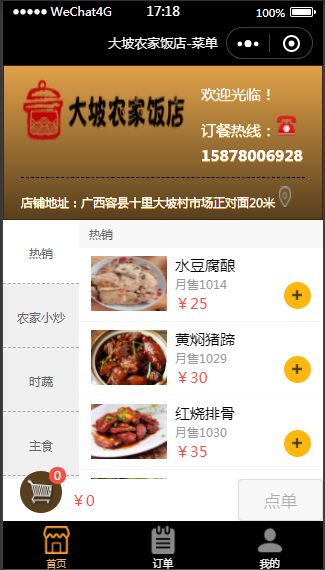 ●●●●● WeChat4G 17:18 100%
大坡农家饭店-菜单
大坡农家饭店
欢迎光临！
订餐热线：
15878006928
店铺地址：广西容县十里大坡村市场正对面20米
热销
农家小炒
时蔬
主食
热销
水豆腐酿
月售1014
￥25
黄焖猪蹄
月售1029
￥30
红烧排骨
月售1030
￥35
0
￥0
点单
首页
订单
我的